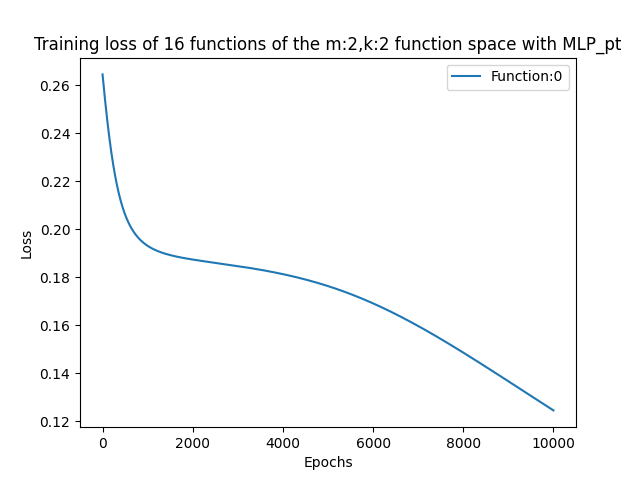 Training loss of 16 functions of the m:2,k:2 function space with MLP_pt
Function:0
Loss
0.26
0.24
0.22
0.20
0.18
0.16
0.14
0.12
0 2000 4000 6000 8000 10000
Epochs